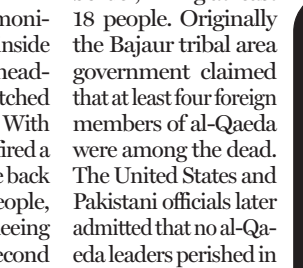 moni-
inside
head-
tched
With
fired a
back
eople,
eeing
econd
18 people. Originally
the Bajaur tribal area
government claimed
that at least four foreign
members of al-Qaeda
were among the dead.
The United States and
Pakistani officials later
admitted that no al-Qa-
eda leaders perished in